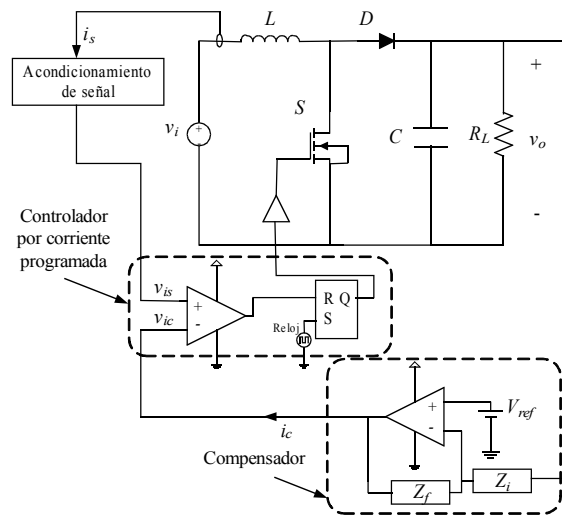 L
D
i_s
Acondicionamiento
de señal
S
+
v_i
+
-
C
R_L
v_o
-
Controlador
por corriente
programada
v_is
+
R Q
v_ic
-
S
Reloj
+
V_ref
-
i_c
Compensador
Z_f
Z_i